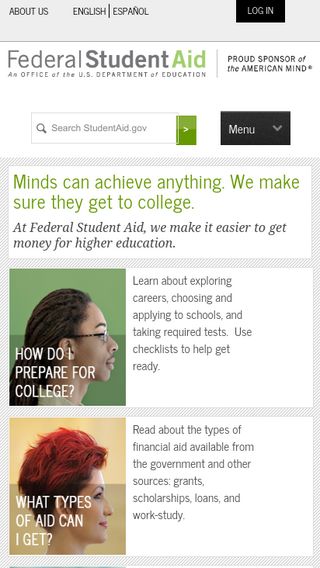 ABOUT US
ENGLISH | ESPAÑOL
LOG IN
Federal Student Aid
An OFFICE of the U.S. DEPARTMENT of EDUCATION
PROUD SPONSOR of
the AMERICAN MIND®
Search StudentAid.gov
>
Menu
Minds can achieve anything. We make
sure they get to college.
At Federal Student Aid, we make it easier to get
money for higher education.
HOW DO I
PREPARE FOR
COLLEGE?
Learn about exploring
careers, choosing and
applying to schools, and
taking required tests. Use
checklists to help get
ready.
WHAT TYPES
OF AID CAN
I GET?
Read about the types of
financial aid available from
the government and other
sources: grants,
scholarships, loans, and
work-study.